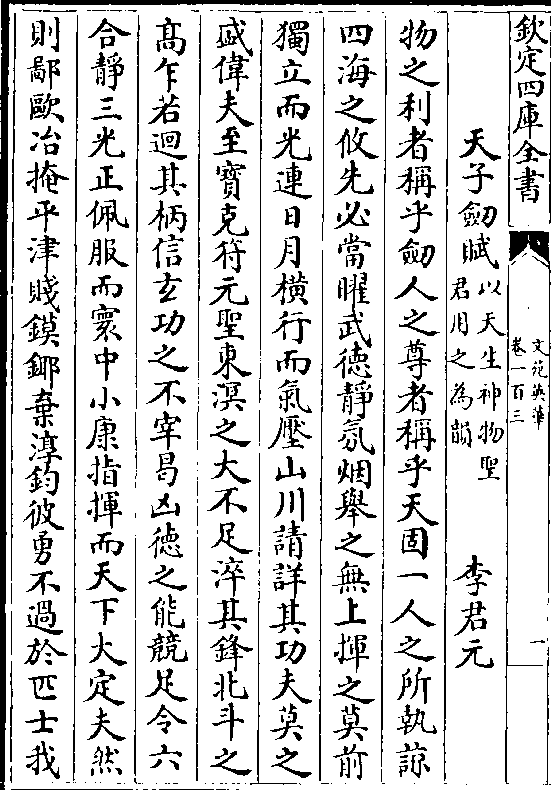 欽定四庫全書
文苑英華
卷一百三
一
天子劒賦以天生神物聖
君用之為韻
李君元
物之利者稱乎劒人之尊者稱乎天固一人之所執諒
四海之攸先必當曜武德靜氛烟舉之無上揮之莫前
獨立而光連日月橫行而氣壓山川請詳其功夫莫之
盛偉夫至寶克符元聖東溟之大不足淬其鋒北斗之
髙乍若迴其柄信玄功之不宰曷凶徳之能競足令六
合靜三光正佩服而寰中小康指揮而天下大定夫然
則鄙歐冶掩平津賤鏌鎁棄淳鈞彼勇不過於匹士我